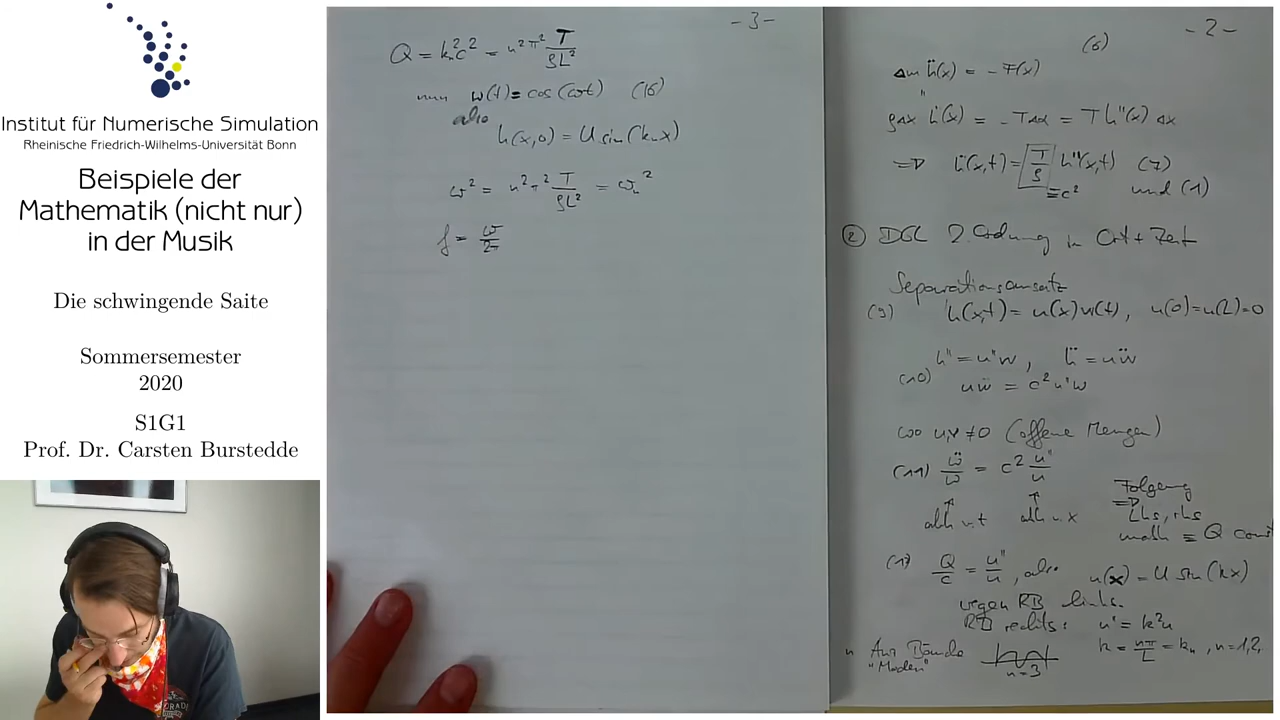 Institut für Numerische Simulation
Rheinische Friedrich-Wilhelms-Universität Bonn
Beispiele der
Mathematik (nicht nur)
in der Musik
Die schwingende Saite
Sommersemester
2020
S1G1
Prof. Dr. Carsten Burstedde
-3-
Q = kₙ²c² = n²π² T/(ϱL²)
nun w(t) = cos(ωt) (16)
also
h(x,0) = U sin(kₙx)
ω² = n²π² T/(ϱL²) = ωₙ²
f = ω/2π
-2-
(6)
Δm ḧ(x) = -F(x)
"
ϱΔx ḧ(x) = -TΔα = T h''(x) Δx
=> ḧ(x,t) = T/ϱ h''(x,t) (7)
≡c² und (1)
② DGL 2. Ordnung in Ort + Zeit
Separationsansatz
(9) h(x,t) = u(x)w(t), u(0)=u(L)=0
h'' = u''w, ḧ = uẅ
(10) uẅ = c²u''w
wo u,w ≠0 (offene Mengen)
(11) ẅ/w = c² u''/u
abh v.t abh v. x
Folgerung
=> Lhs, rhs
≡ Q const
Q/c = u''/u, also u(x) = U sin(kx)
wegen RB links.
RB rechts: u'' = k²u
k = nπ/L = kₙ, n=1,2,
n Anz Bäuche
"Moden"
n=3